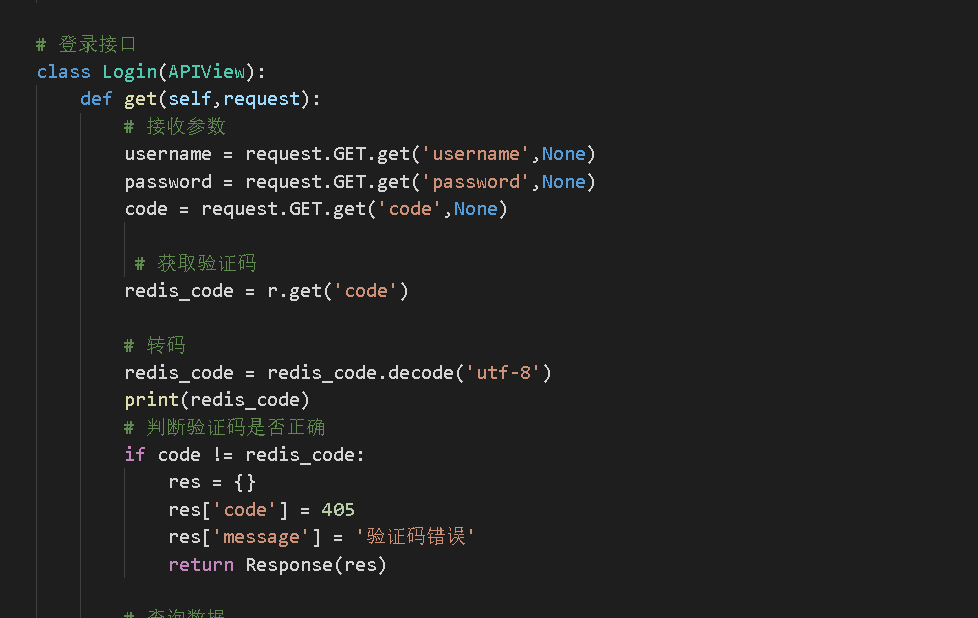 # 登录接口
class Login(APIView):
    def get(self,request):
        # 接收参数
        username = request.GET.get('username',None)
        password = request.GET.get('password',None)
        code = request.GET.get('code',None)
         # 获取验证码
        redis_code = r.get('code')
        # 转码
        redis_code = redis_code.decode('utf-8')
        print(redis_code)
        # 判断验证码是否正确
        if code != redis_code:
            res = {}
            res['code'] = 405
            res['message'] = '验证码错误'
            return Response(res)
        # 查询数据